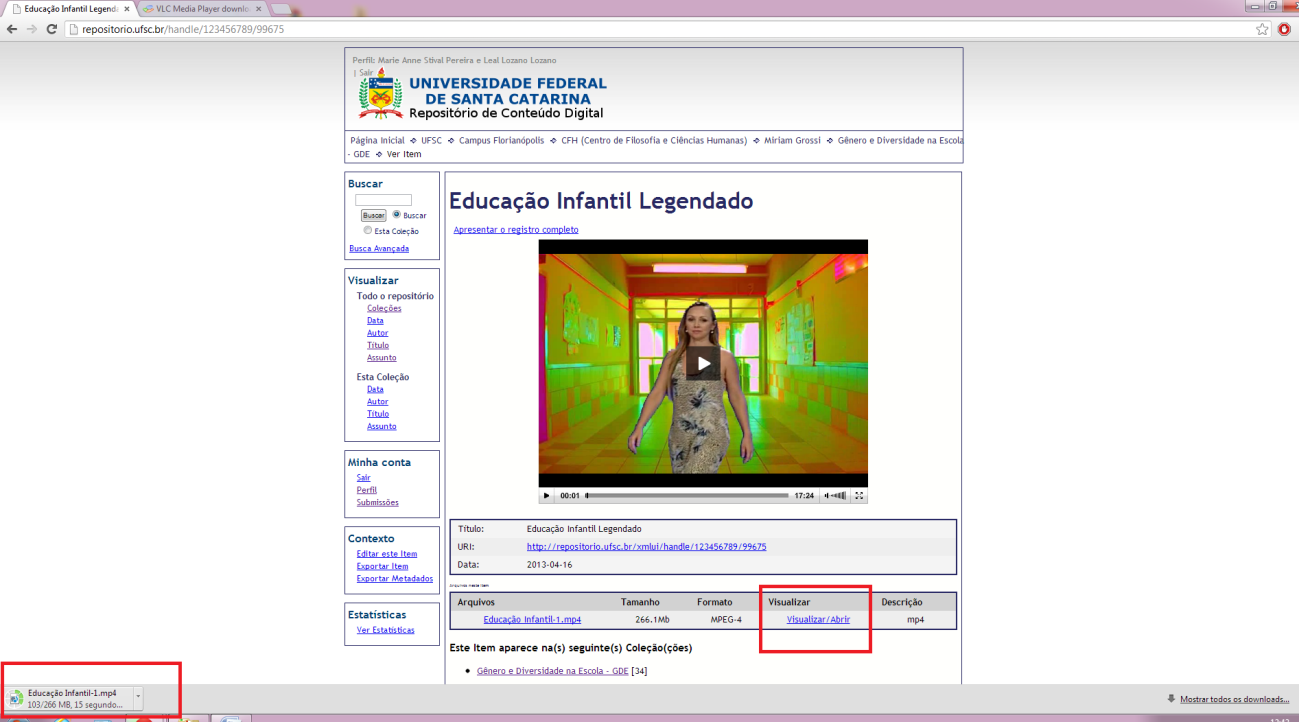 Educação Infantil Legenda
VLC Media Player downlo
repositorio.ufsc.br/handle/123456789/99675
Perfil: Marie Anne Stival Pereira e Leal Lozano Lozano
| Sair
UNIVERSIDADE FEDERAL
DE SANTA CATARINA
Repositório de Conteúdo Digital
Página Inicial UFSC Campus Florianópolis CFH (Centro de Filosofia e Ciências Humanas) Miriam Grossi Gênero e Diversidade na Escola
- GDE Ver Item
Buscar
Buscar Buscar
Esta Coleção
Busca Avançada
Visualizar
Todo o repositório
Coleções
Data
Autor
Título
Assunto
Esta Coleção
Data
Autor
Título
Assunto
Minha conta
Sair
Perfil
Submissões
Contexto
Editar este Item
Exportar Item
Exportar Metadados
Estatísticas
Ver Estatísticas
Educação Infantil Legendado
Apresentar o registro completo
00:01 17:24
Título: Educação Infantil Legendado
URI: http://repositorio.ufsc.br/xmlui/handle/123456789/99675
Data: 2013-04-16
Arquivos neste item
Arquivos Tamanho Formato Visualizar Descrição
Educação Infantil-1.mp4 266.1Mb MPEG-4 Visualizar/Abrir mp4
Este Item aparece na(s) seguinte(s) Coleção(ções)
• Gênero e Diversidade na Escola - GDE [34]
Educação Infantil-1.mp4
103/266 MB, 15 segundo...
Mostrar todos os downloads...